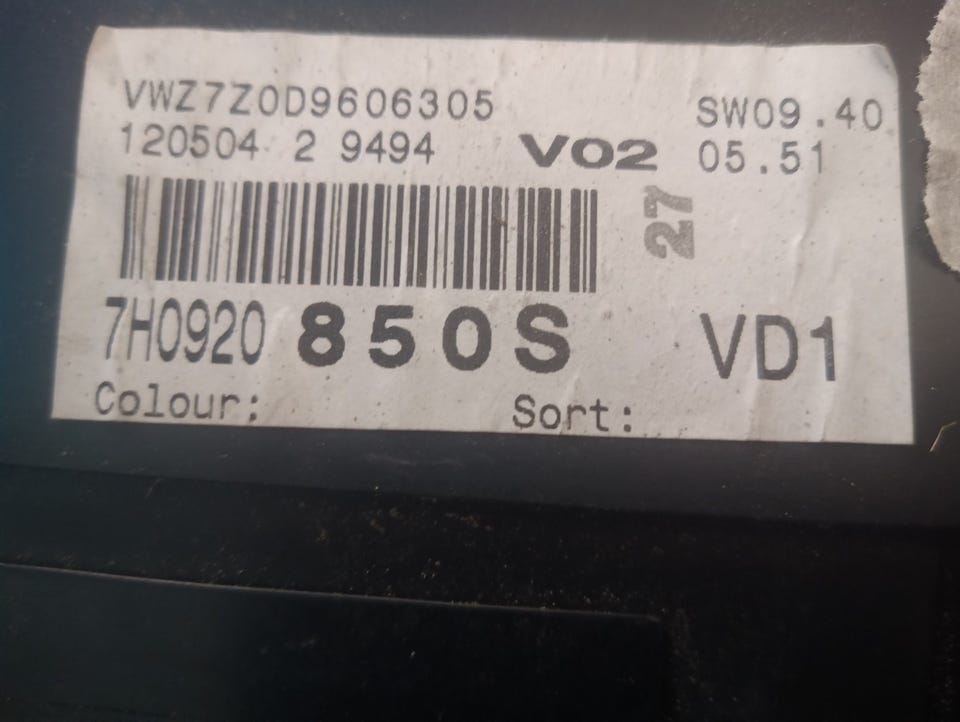 VWZ7Z0D9606305 SW09.40
120504 2 9494 V02 05.51
27
7H0920 850S VD1
Colour: Sort: